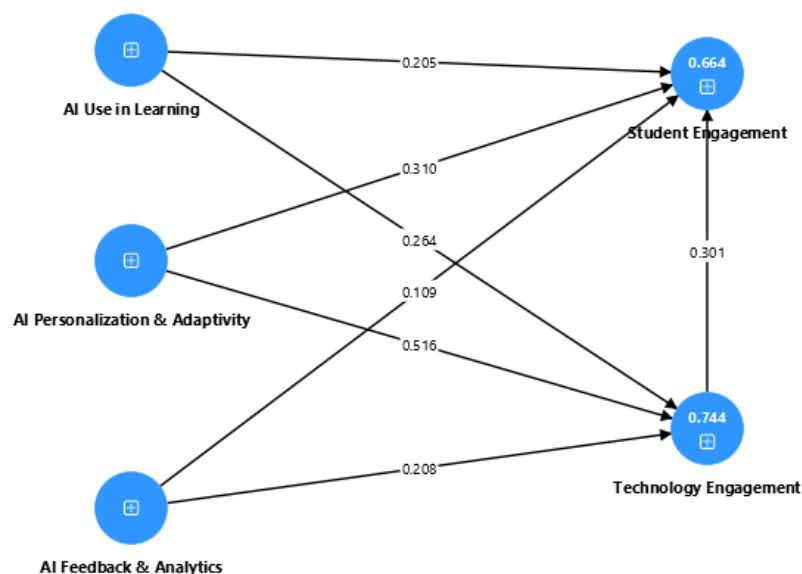 0.664
0.205
AI Use in Learning
Student Engagement
0.310
0.264
0.301
0.109
AI Personalization & Adaptivity
0.516
0.744
0.208
Technology Engagement
AI Feedback & Analytics